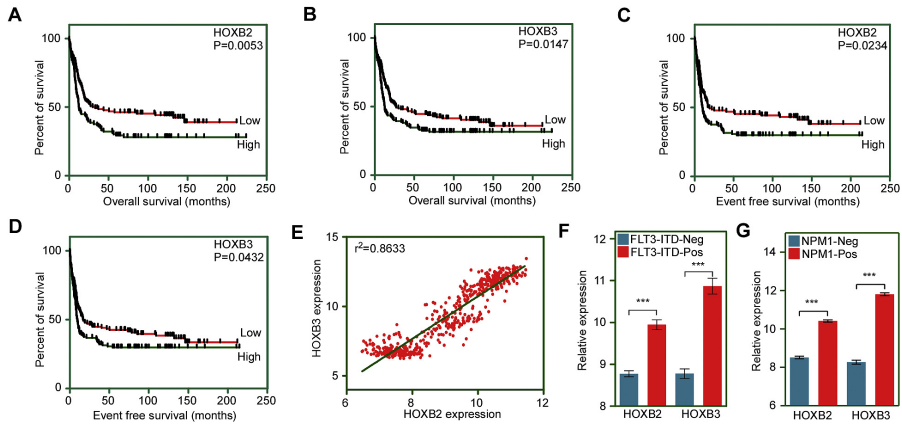 A
HOXB2
P=0.0053
100
50
0
Percent of survival
Low
High
0 50 100 150 200 250
Overall survival (months)
B
HOXB3
P=0.0147
100
50
0
Percent of survival
Low
High
0 50 100 150 200 250
Overall survival (months)
C
HOXB2
P=0.0234
100
50
0
Percent of survival
Low
High
0 50 100 150 200 250
Event free survival (months)
D
HOXB3
P=0.0432
100
50
0
Percent of survival
Low
High
0 50 100 150 200 250
Event free survival (months)
E
r²=0.8633
15
10
5
HOXB3 expression
6 8 10 12
HOXB2 expression
F
FLT3-ITD-Neg
FLT3-ITD-Pos
12
11
10
9
8
Relative expression
***
***
HOXB2 HOXB3
G
NPM1-Neg
NPM1-Pos
14
12
10
8
6
Relative expression
***
***
HOXB2 HOXB3